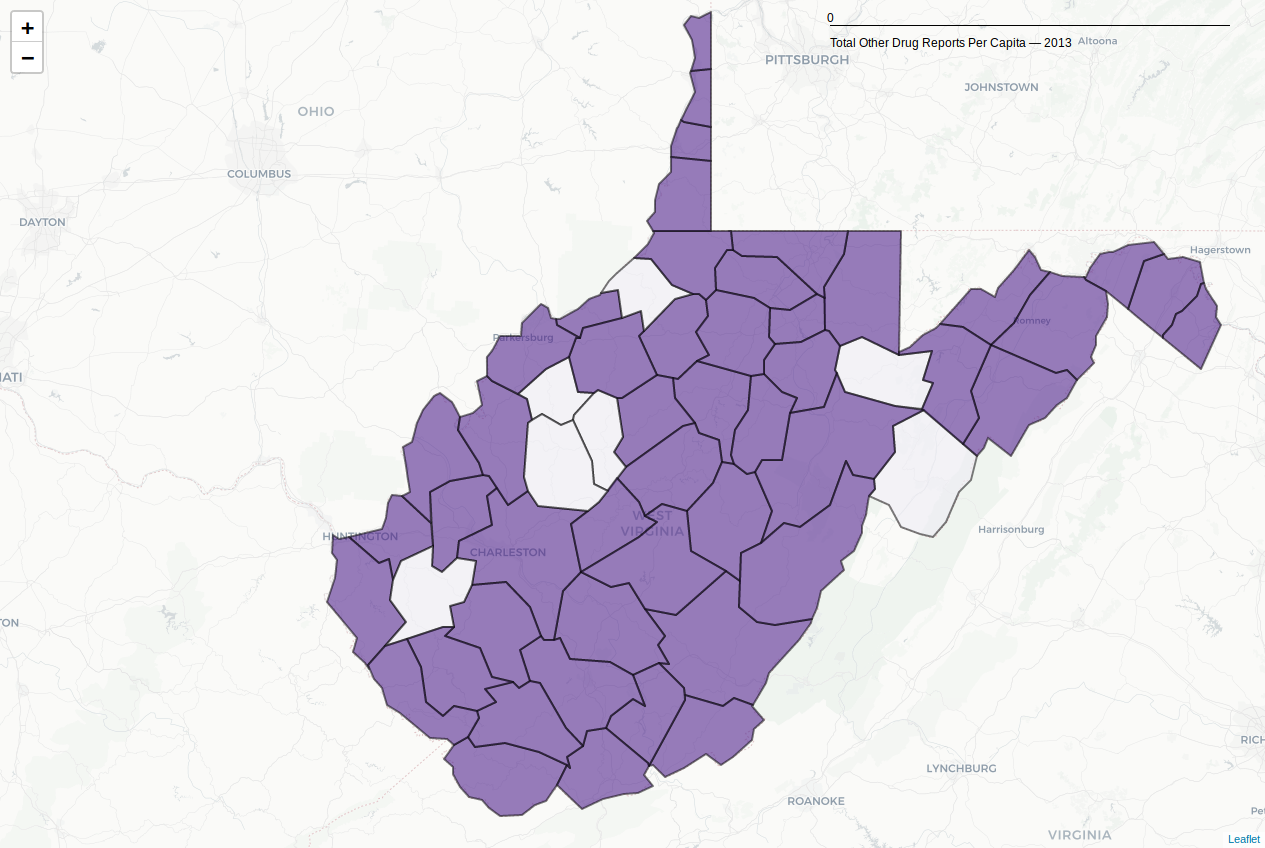 +
−
0
Total Other Drug Reports Per Capita — 2013
Altoona
PITTSBURGH
JOHNSTOWN
OHIO
COLUMBUS
DAYTON
Hagerstown
Romney
Parkersburg
IATI
WEST
VIRGINIA
HUNTINGTON
CHARLESTON
Harrisonburg
TON
RICH
LYNCHBURG
ROANOKE
Pet
VIRGINIA
Leaflet